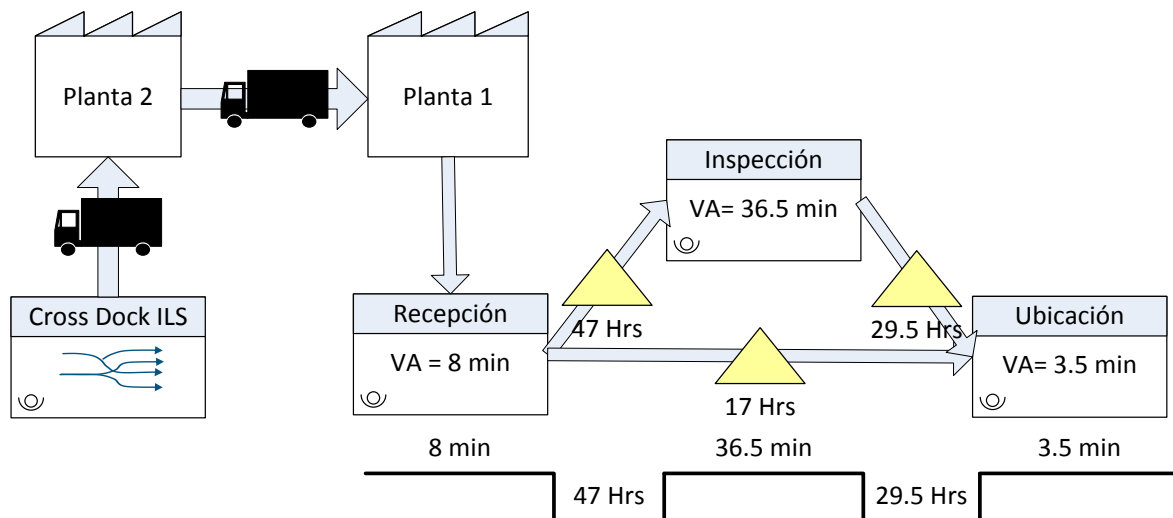 Planta 2
Planta 1
Inspección
VA= 36.5 min
Cross Dock ILS
Recepción
VA = 8 min
47 Hrs
29.5 Hrs
Ubicación
VA= 3.5 min
17 Hrs
8 min
36.5 min
3.5 min
47 Hrs
29.5 Hrs